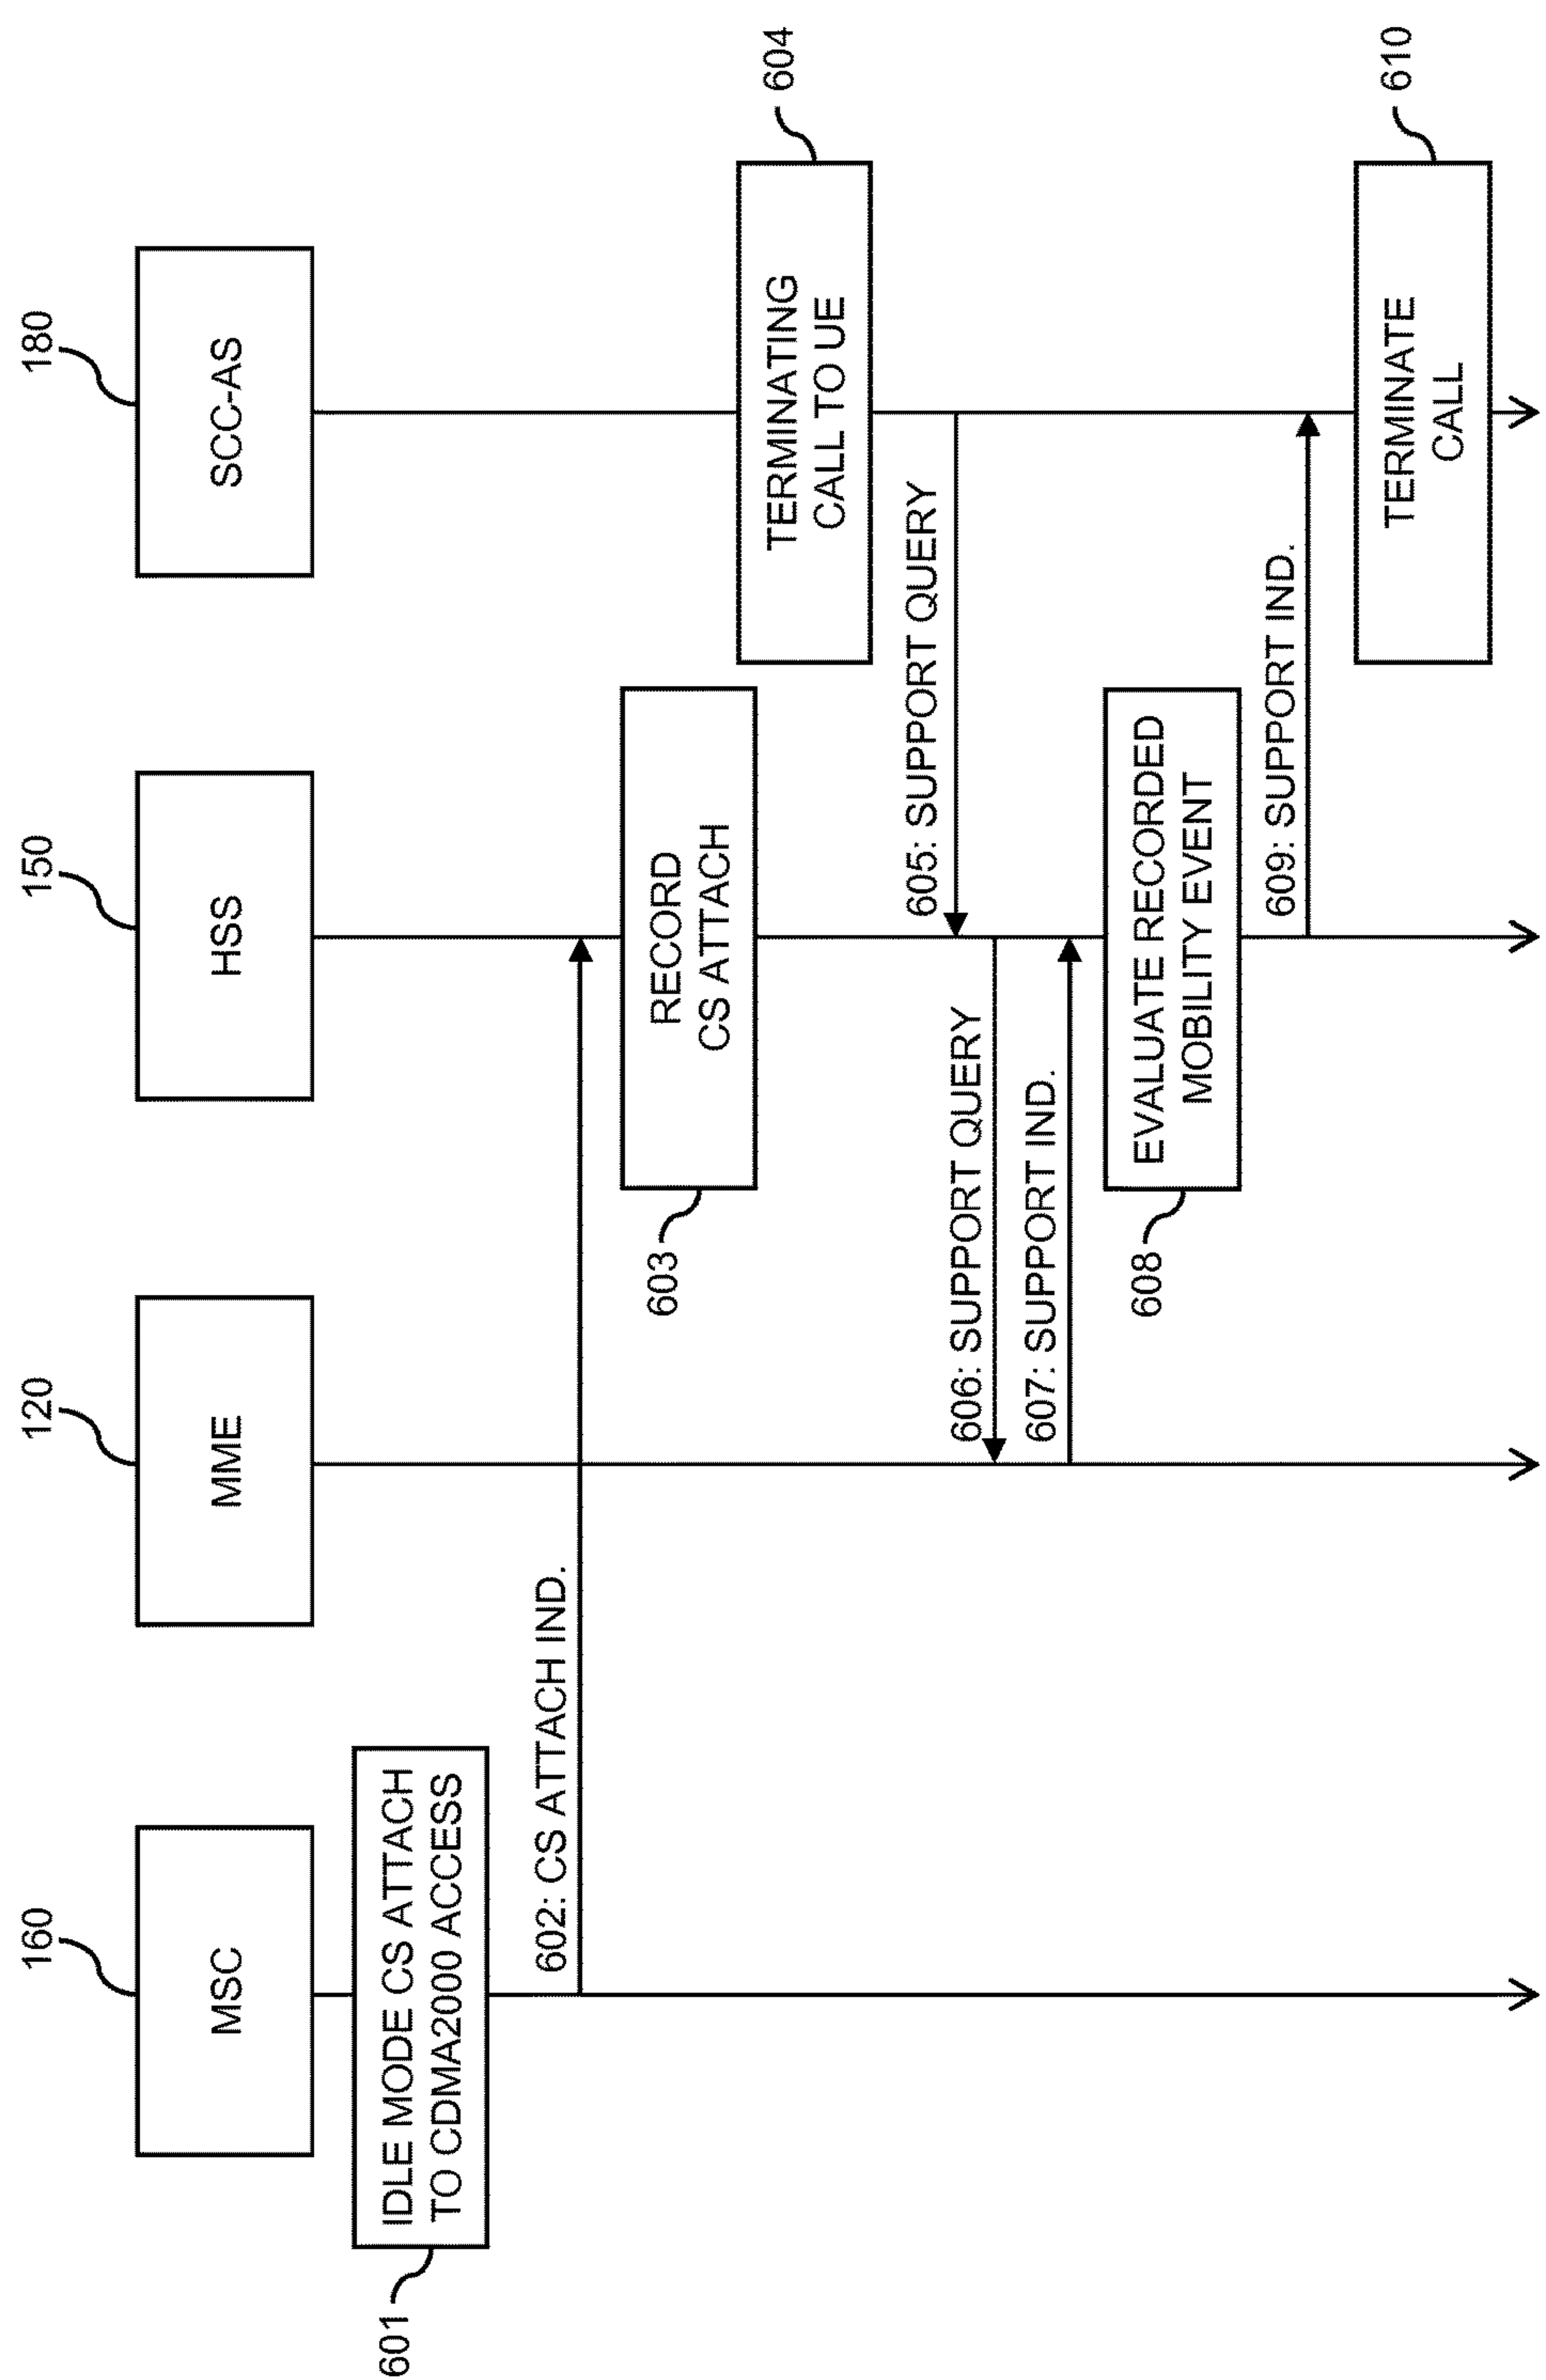 160
120
150
180
MSC
MME
HSS
SCC-AS
IDLE MODE CS ATTACH
TO CDMA2000 ACCESS
601
602: CS ATTACH IND.
RECORD
CS ATTACH
603
TERMINATING
CALL TO UE
604
605: SUPPORT QUERY
606: SUPPORT QUERY
607: SUPPORT IND.
EVALUATE RECORDED
MOBILITY EVENT
608
609: SUPPORT IND.
TERMINATE
CALL
610